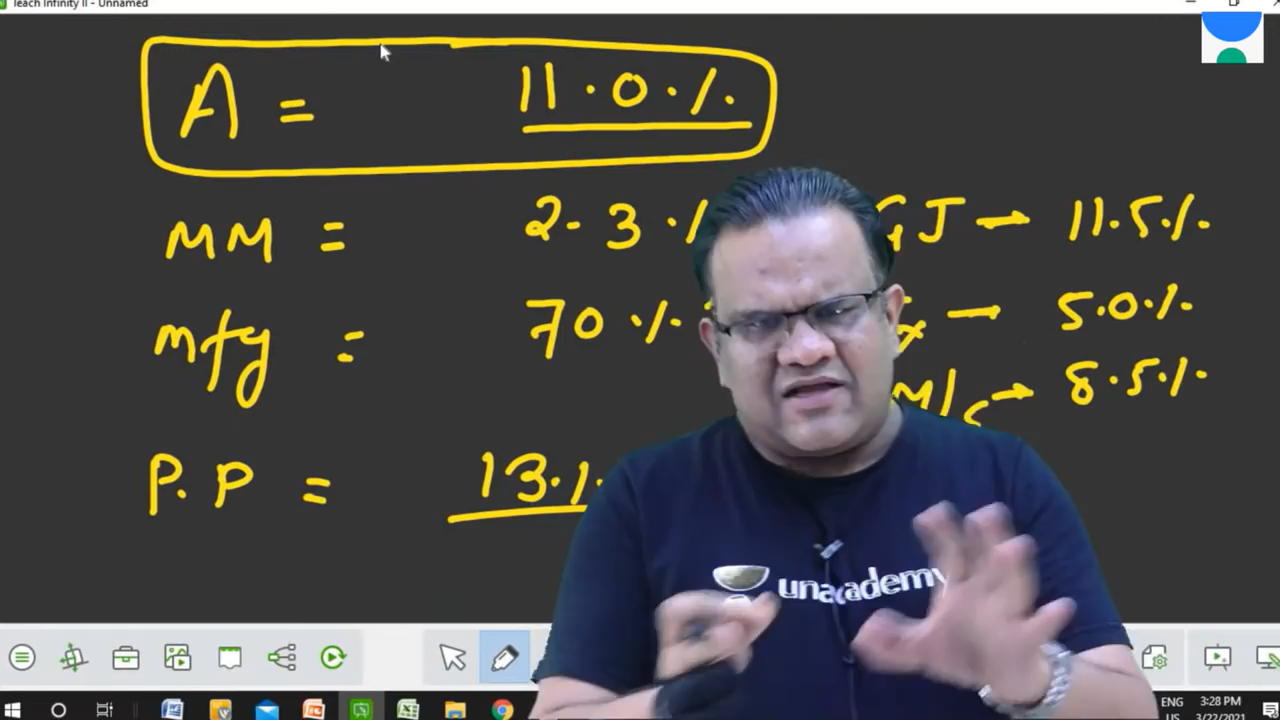 Teach Infinity II - Unnamed
A = 11.0.%.
MM = 2-3.% GJ → 11.5.%.
mfg = 70.%. → 5.0.%.
M/s → 8.5.%.
P.P = 13.%.
unacademy
ENG
US
3:28 PM
3/22/2021